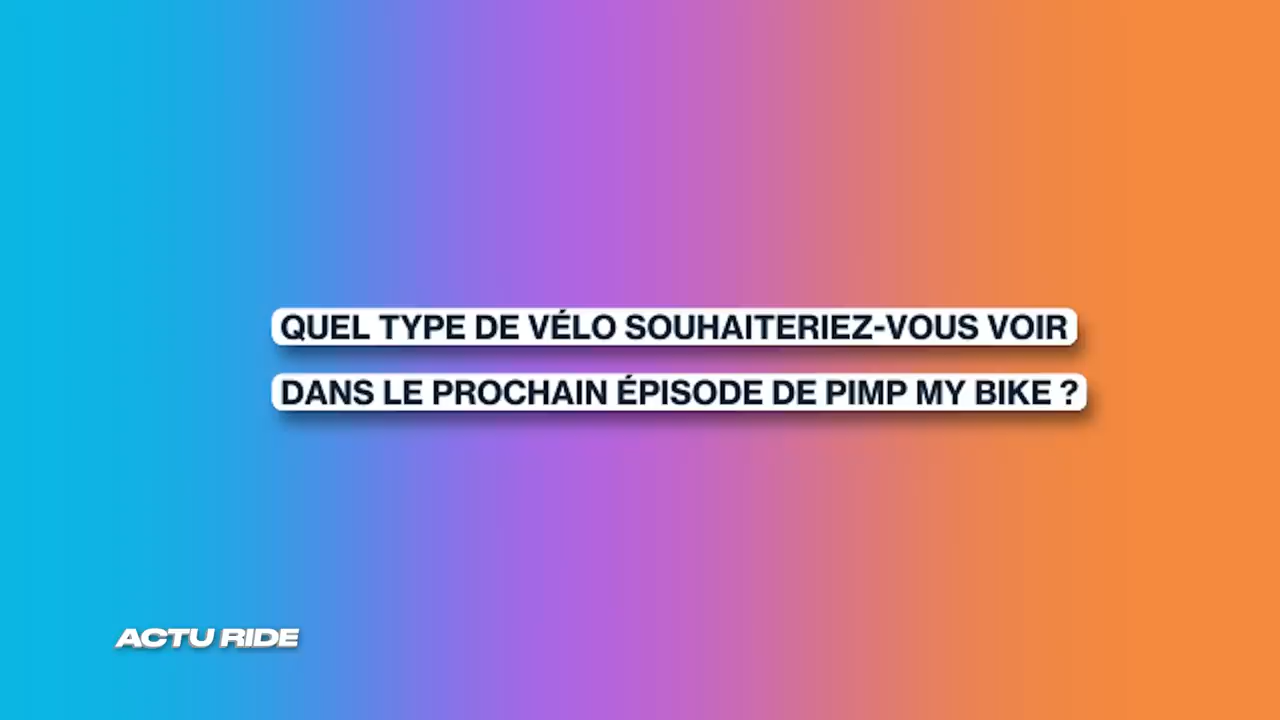 QUEL TYPE DE VÉLO SOUHAITERIEZ-VOUS VOIR
DANS LE PROCHAIN ÉPISODE DE PIMP MY BIKE ?
ACTU RIDE